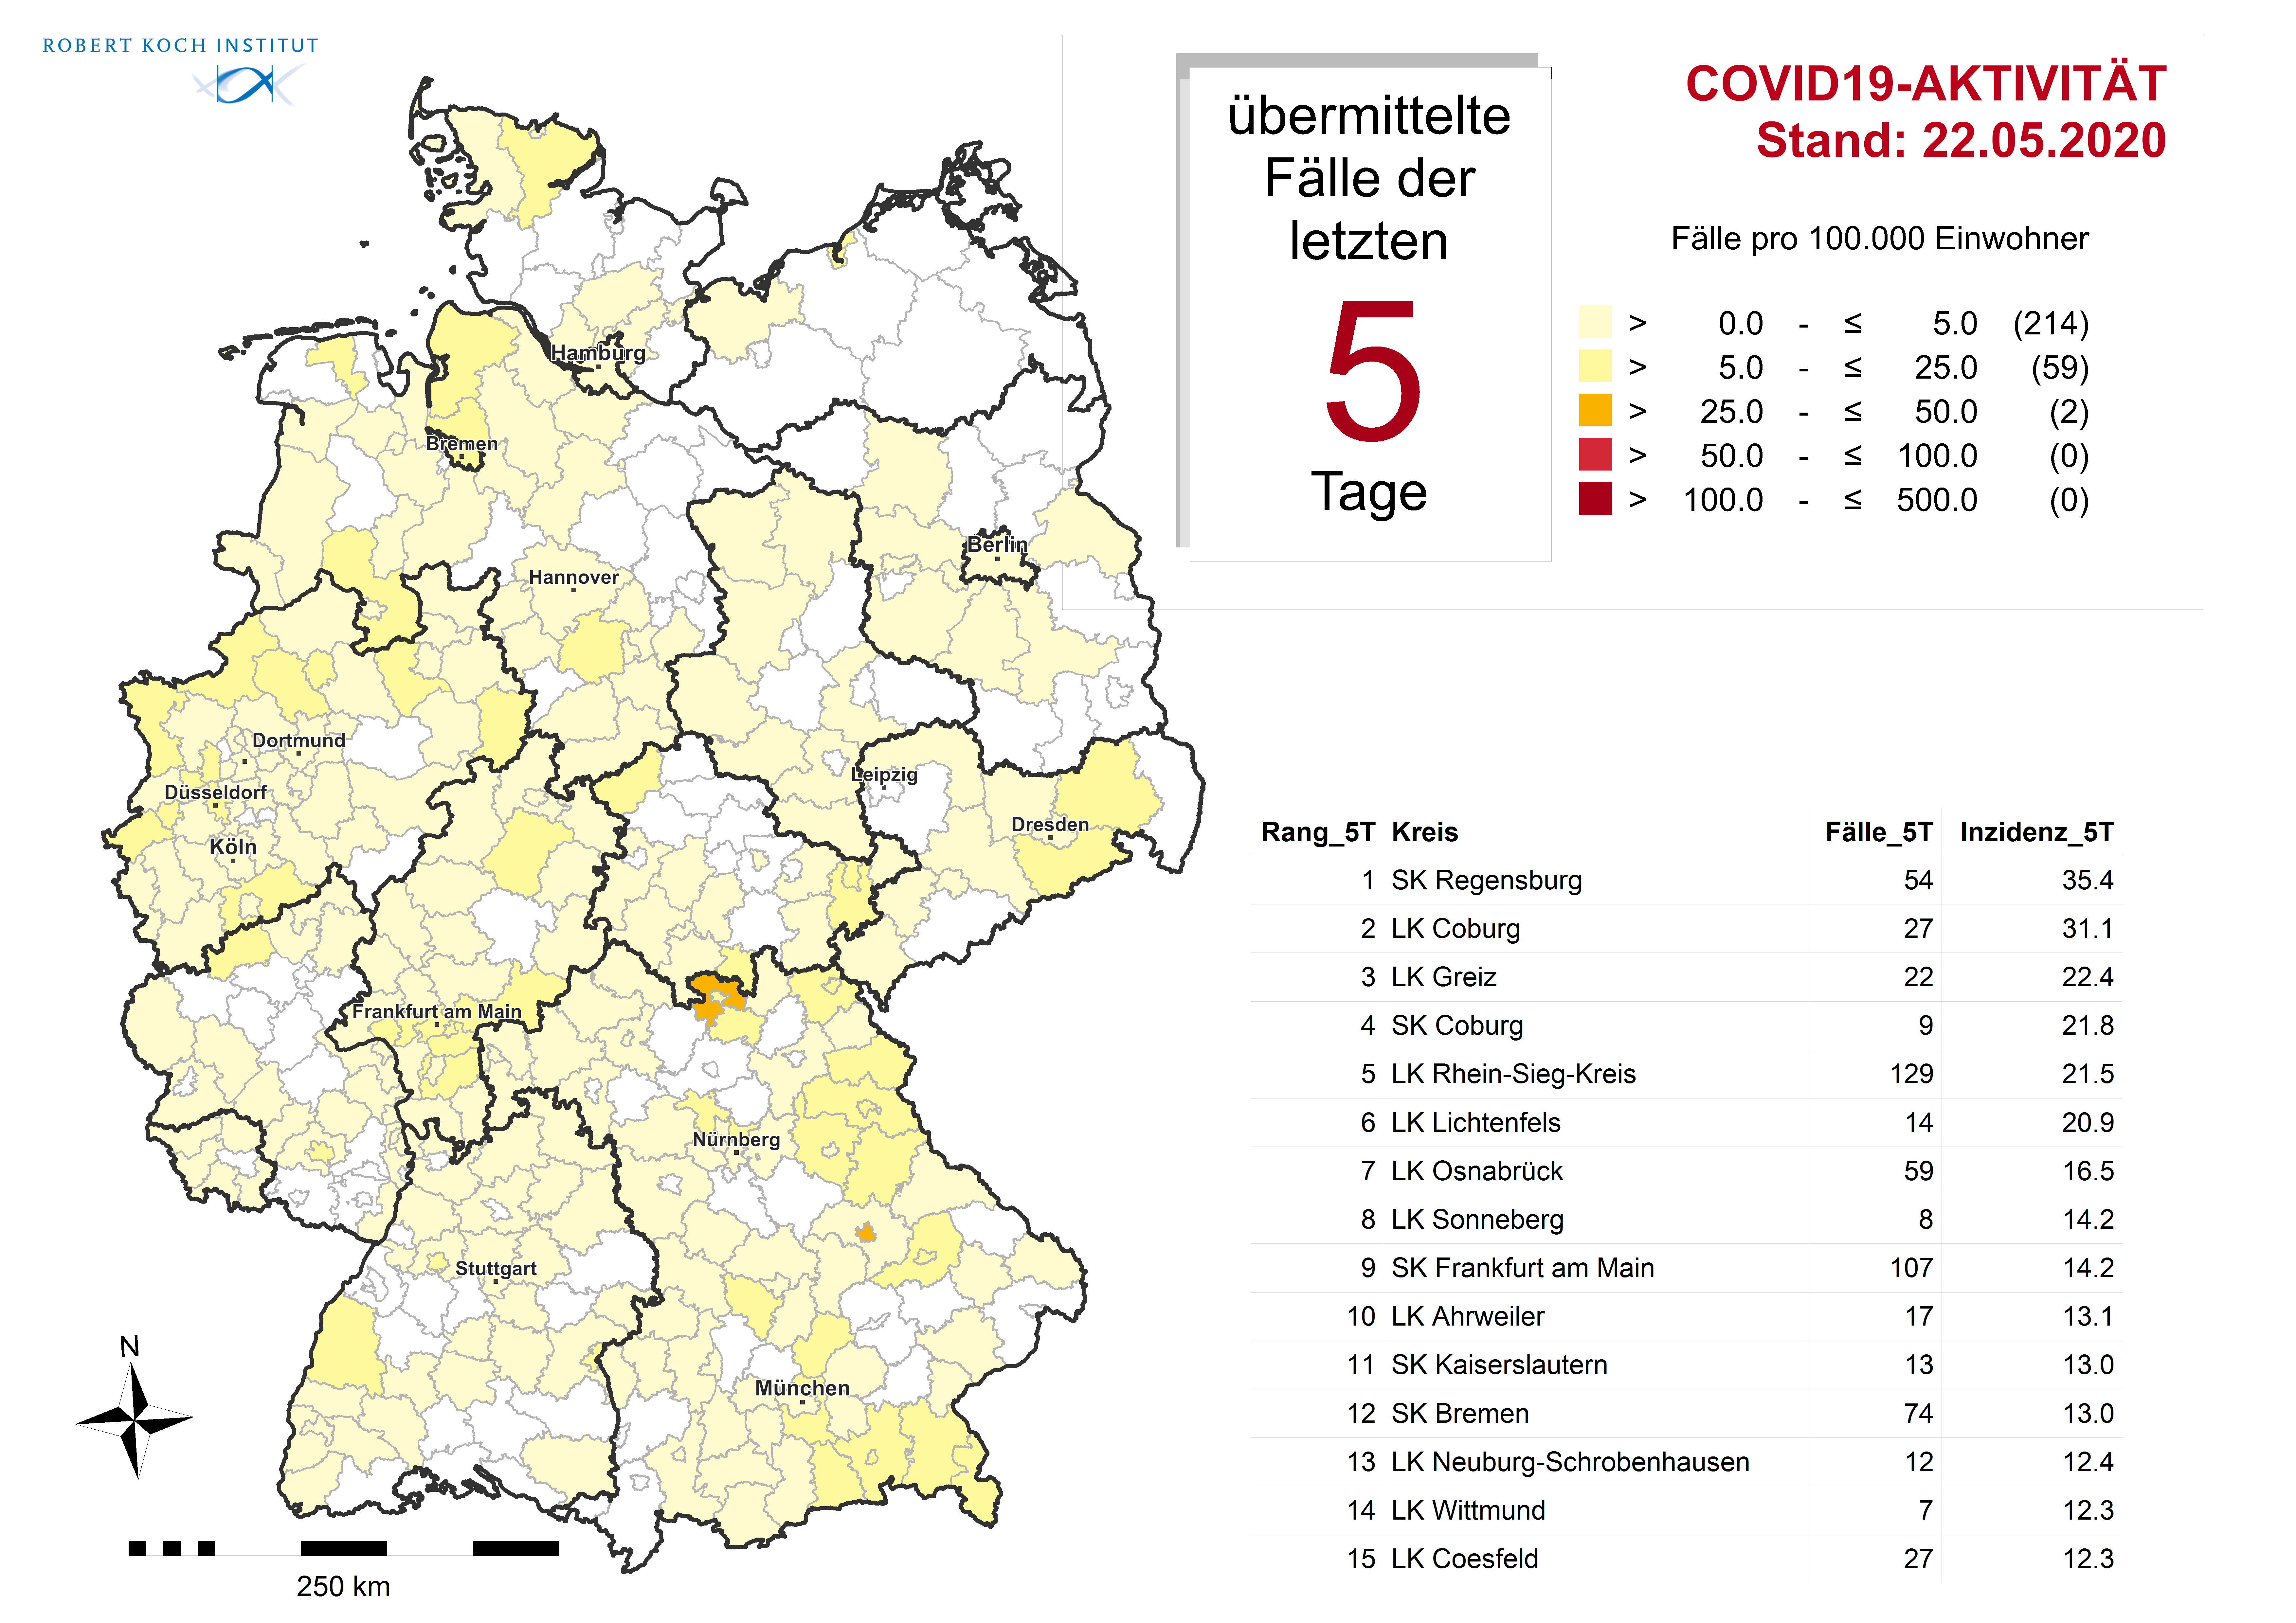 ROBERT KOCH INSTITUT
übermittelte
Fälle der
letzten
5
Tage
COVID19-AKTIVITÄT
Stand: 22.05.2020
Fälle pro 100.000 Einwohner
> 0.0 - ≤ 5.0 (214)
> 5.0 - ≤ 25.0 (59)
> 25.0 - ≤ 50.0 (2)
> 50.0 - ≤ 100.0 (0)
> 100.0 - ≤ 500.0 (0)
Hamburg
Bremen
Berlin
Hannover
Dortmund
Leipzig
Düsseldorf
Dresden
Köln
Frankfurt am Main
Nürnberg
Stuttgart
München
N
250 km
Rang_5T Kreis Fälle_5T Inzidenz_5T
1 SK Regensburg 54 35.4
2 LK Coburg 27 31.1
3 LK Greiz 22 22.4
4 SK Coburg 9 21.8
5 LK Rhein-Sieg-Kreis 129 21.5
6 LK Lichtenfels 14 20.9
7 LK Osnabrück 59 16.5
8 LK Sonneberg 8 14.2
9 SK Frankfurt am Main 107 14.2
10 LK Ahrweiler 17 13.1
11 SK Kaiserslautern 13 13.0
12 SK Bremen 74 13.0
13 LK Neuburg-Schrobenhausen 12 12.4
14 LK Wittmund 7 12.3
15 LK Coesfeld 27 12.3